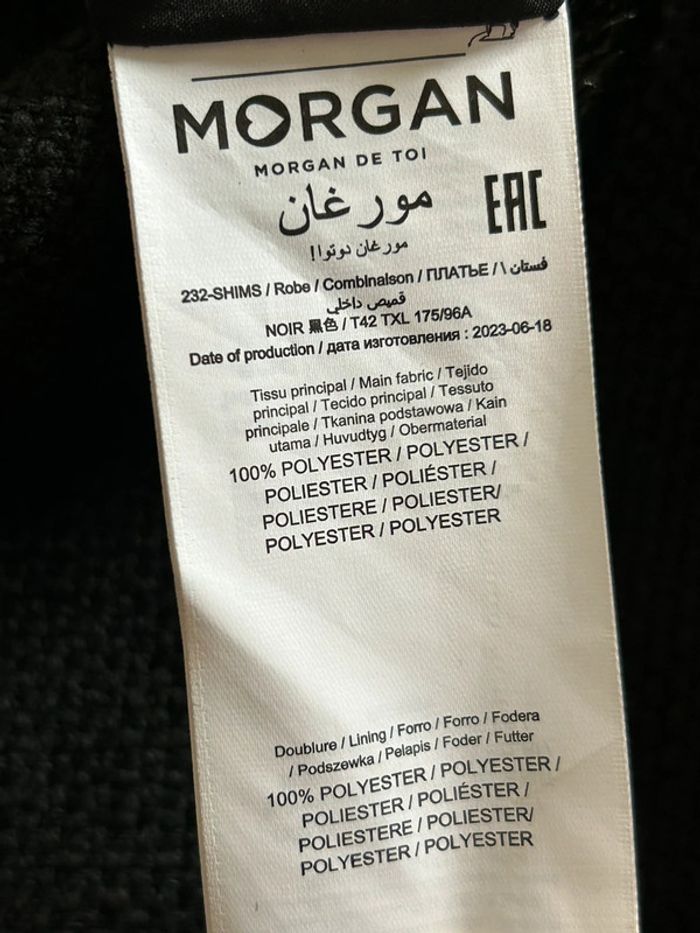 MORGAN
MORGAN DE TOI
مورغان
EAC
مورغان دوتوا!
232-SHIMS / Robe / Combinaison / ПЛАТЬЕ / \ فستان
قميص داخلي
NOIR 黑色 / T42 TXL 175/96A
Date of production / дата изготовления : 2023-06-18
Tissu principal / Main fabric / Tejido
principal / Tecido principal / Tessuto
principale / Tkanina podstawowa / Kain
utama / Huvudtyg / Obermaterial
100% POLYESTER / POLYESTER /
POLIESTER / POLIÉSTER /
POLIESTERE / POLIESTER/
POLYESTER / POLYESTER
Doublure / Lining / Forro / Forro / Fodera
/ Podszewka / Pelapis / Foder / Futter
100% POLYESTER / POLYESTER /
POLIESTER / POLIÉSTER /
POLIESTERE / POLIESTER/
POLYESTER / POLYESTER